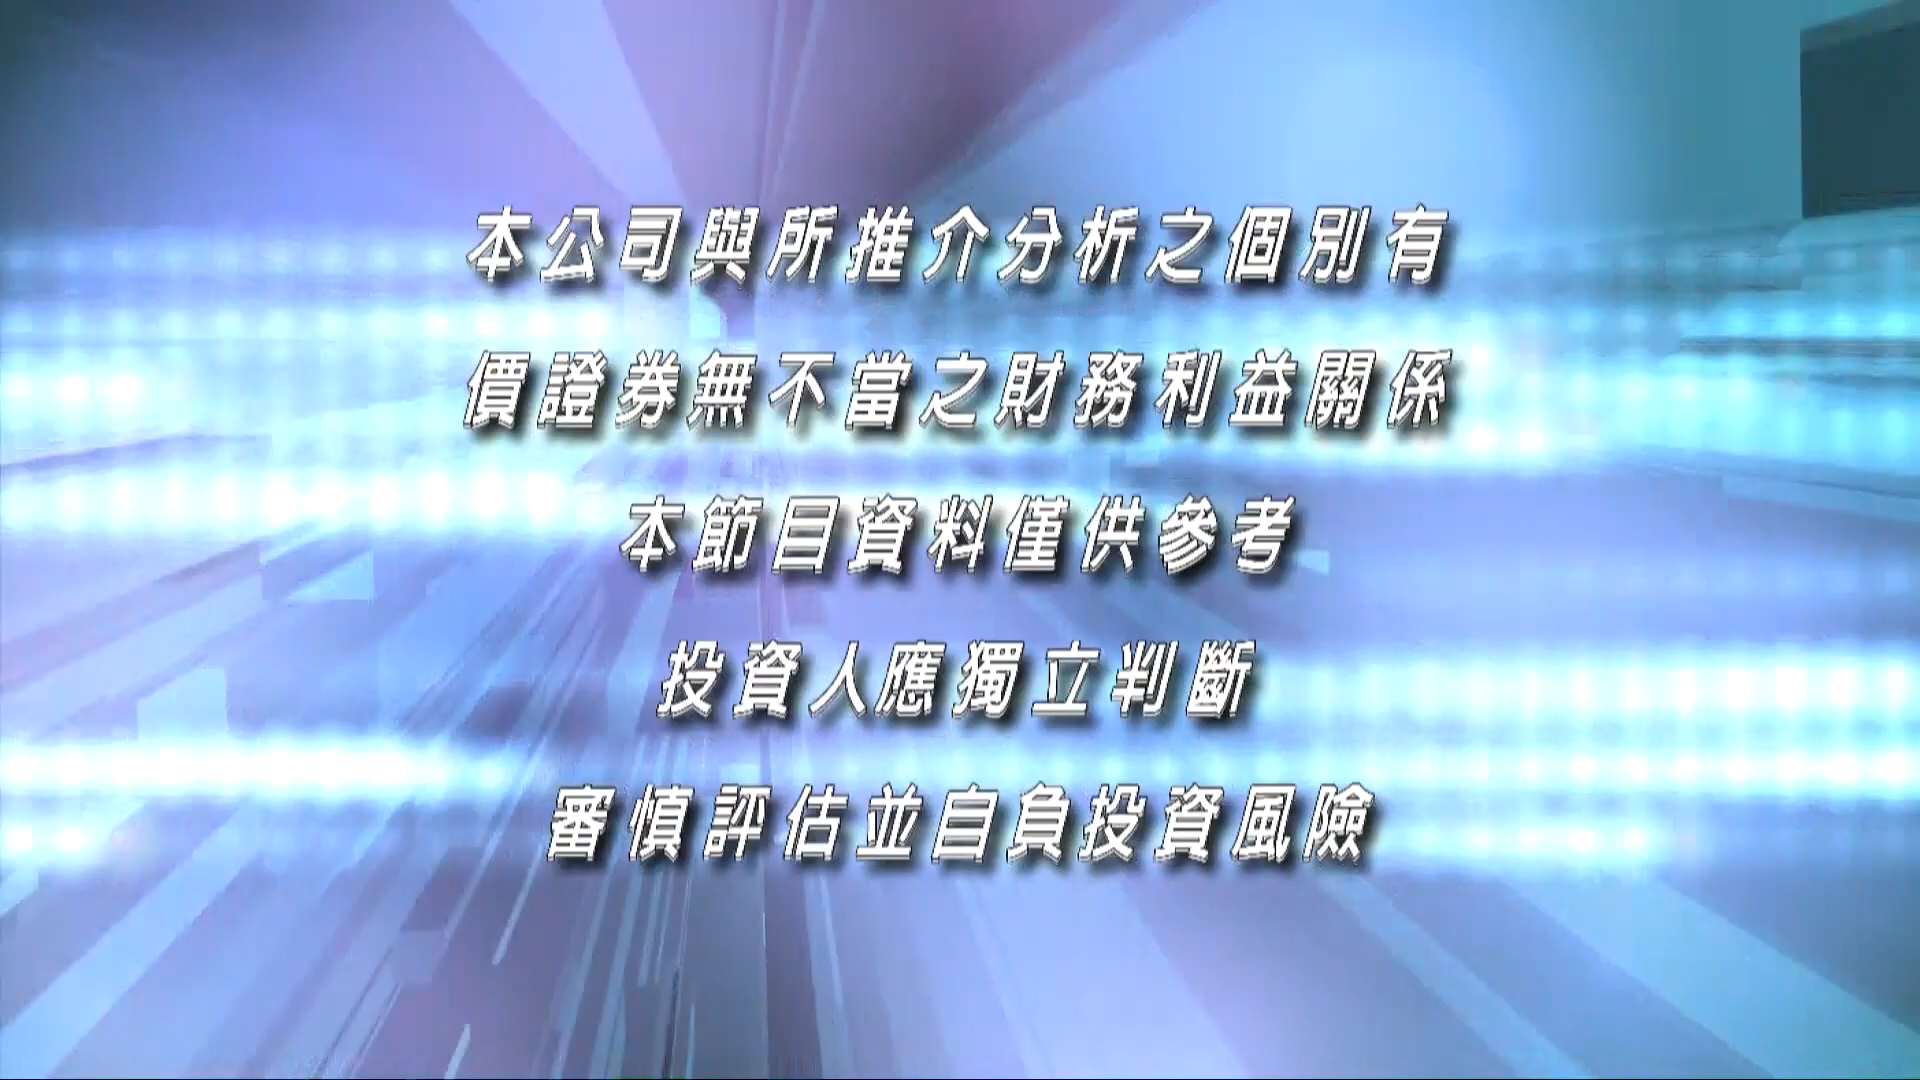 本公司與所推介分析之個別有
價證券無不當之財務利益關係
本節目資料僅供參考
投資人應獨立判斷
審慎評估並自負投資風險